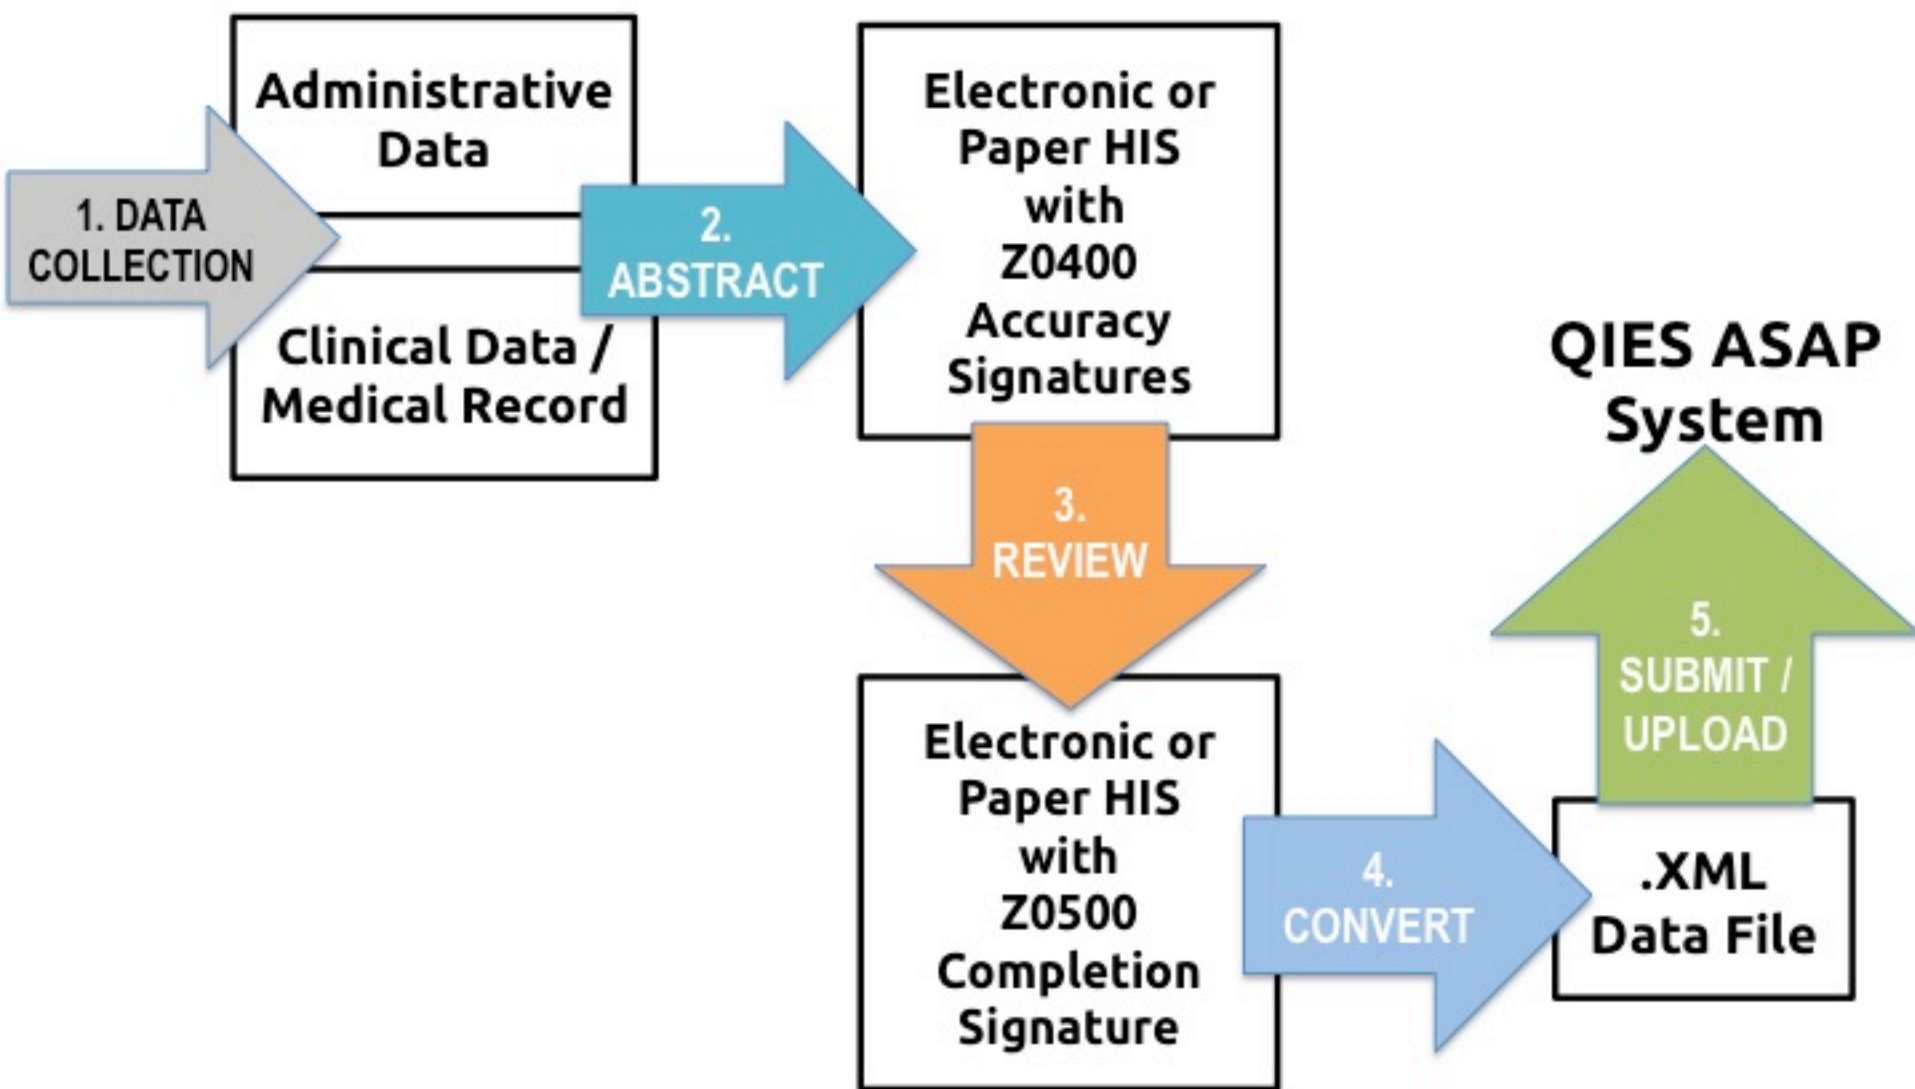 1. DATA
COLLECTION
Administrative
Data
Clinical Data /
Medical Record
2.
ABSTRACT
Electronic or
Paper HIS
with
Z0400
Accuracy
Signatures
3.
REVIEW
Electronic or
Paper HIS
with
Z0500
Completion
Signature
4.
CONVERT
.XML
Data File
5.
SUBMIT /
UPLOAD
QIES ASAP
System